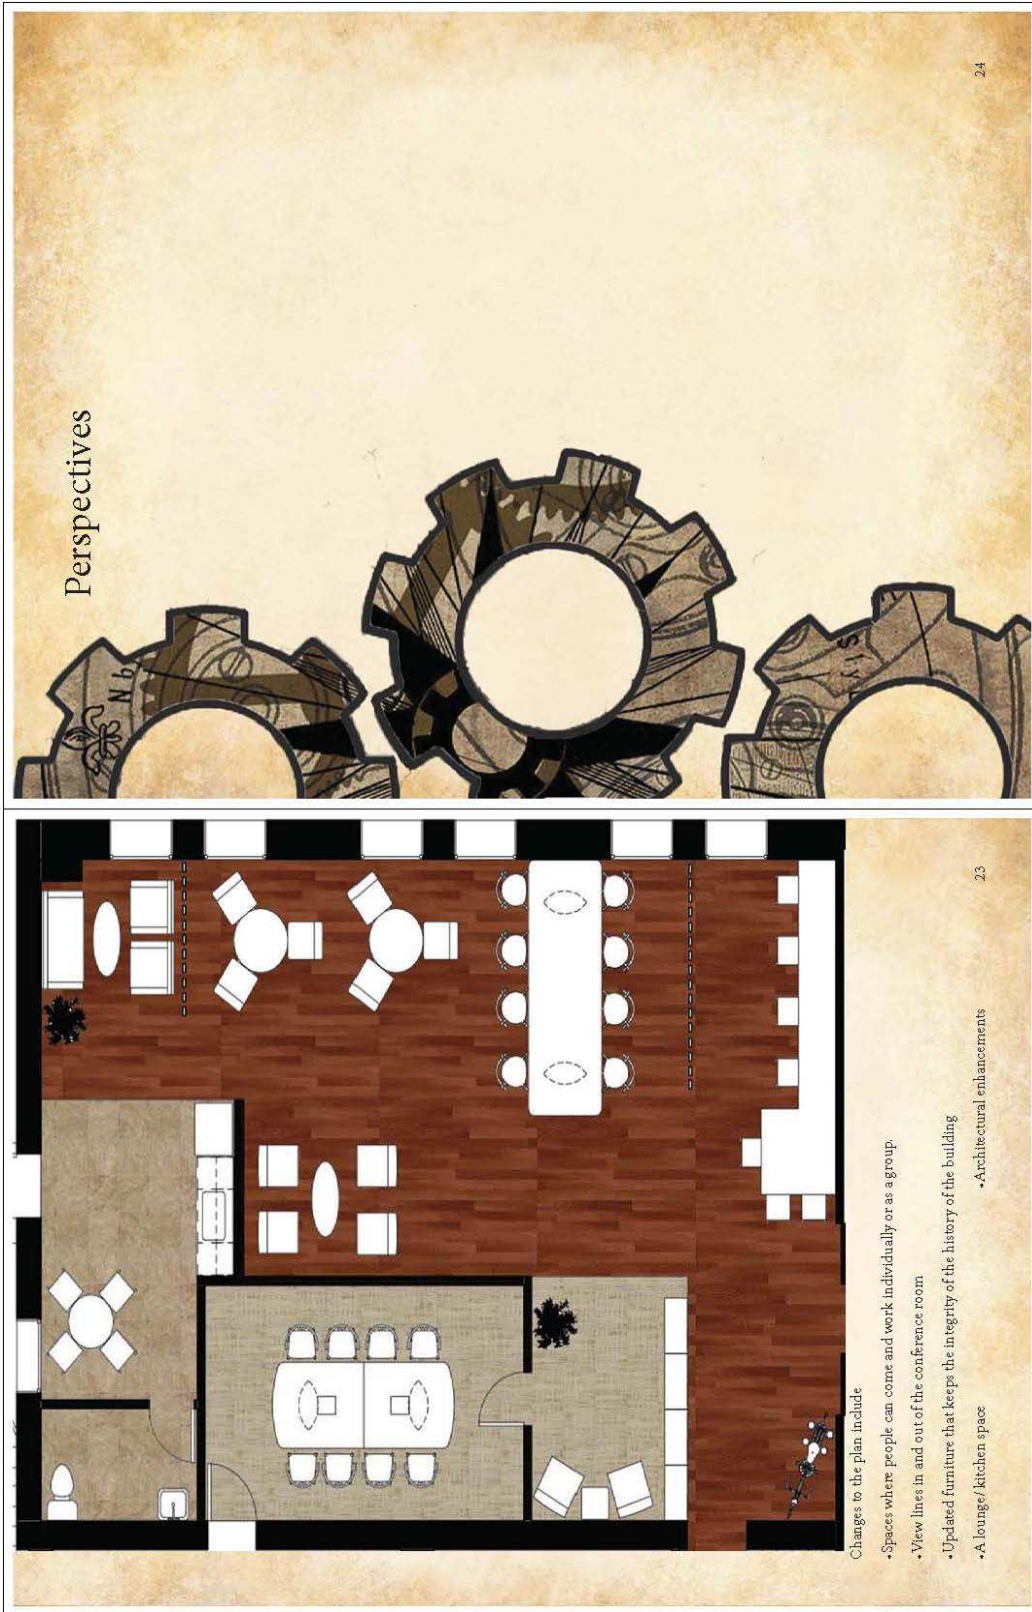 Changes to the plan include
•Spaces where people can come and work individually or as a group.
•View lines in and out of the conference room
•Updated furniture that keeps the integrity of the history of the building
•A lounge/ kitchen space
•Architectural enhancements
23
Perspectives
24